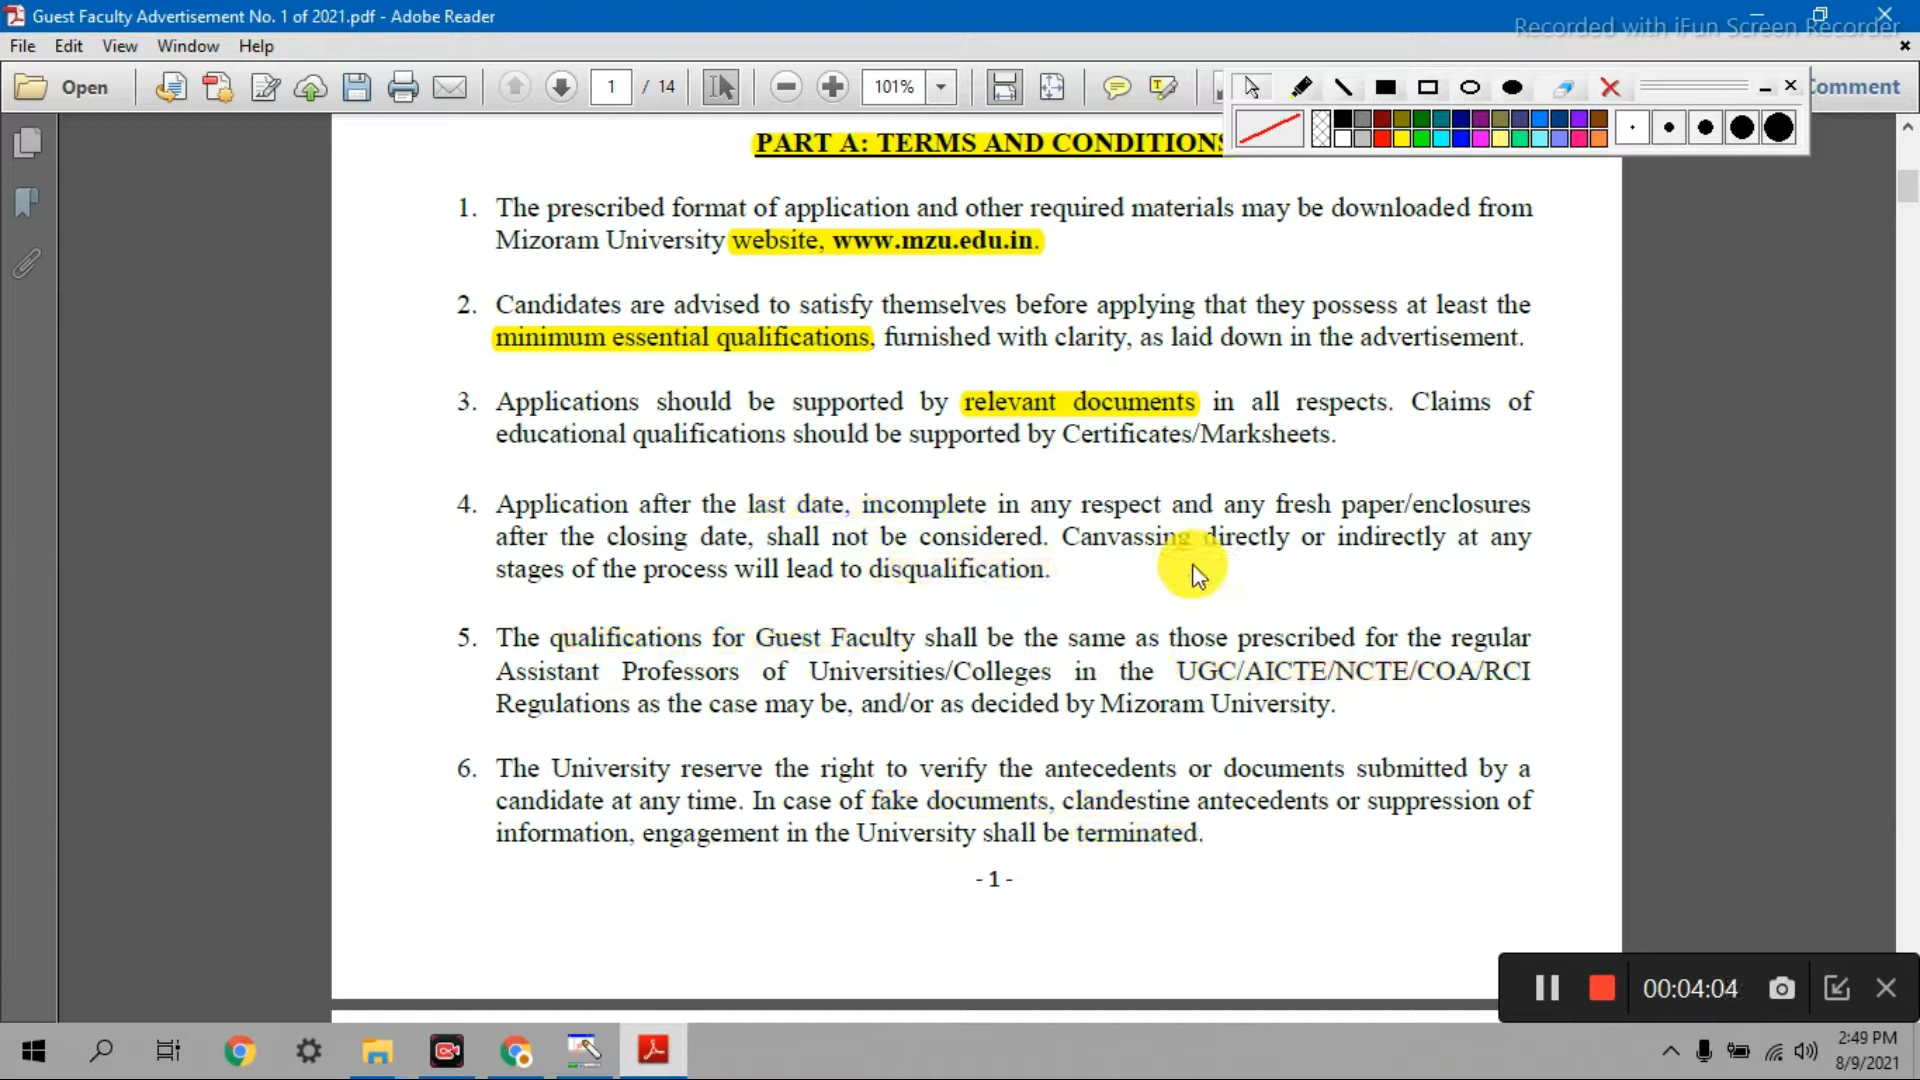 Guest Faculty Advertisement No. 1 of 2021.pdf - Adobe Reader
Recorded with iFun Screen Recorder
File Edit View Window Help
Open 1 / 14 101% Comment
PART A: TERMS AND CONDITIONS
1. The prescribed format of application and other required materials may be downloaded from
Mizoram University website, www.mzu.edu.in.
2. Candidates are advised to satisfy themselves before applying that they possess at least the
minimum essential qualifications, furnished with clarity, as laid down in the advertisement.
3. Applications should be supported by relevant documents in all respects. Claims of
educational qualifications should be supported by Certificates/Marksheets.
4. Application after the last date, incomplete in any respect and any fresh paper/enclosures
after the closing date, shall not be considered. Canvassing directly or indirectly at any
stages of the process will lead to disqualification.
5. The qualifications for Guest Faculty shall be the same as those prescribed for the regular
Assistant Professors of Universities/Colleges in the UGC/AICTE/NCTE/COA/RCI
Regulations as the case may be, and/or as decided by Mizoram University.
6. The University reserve the right to verify the antecedents or documents submitted by a
candidate at any time. In case of fake documents, clandestine antecedents or suppression of
information, engagement in the University shall be terminated.
- 1 -
00:04:04
2:49 PM
8/9/2021